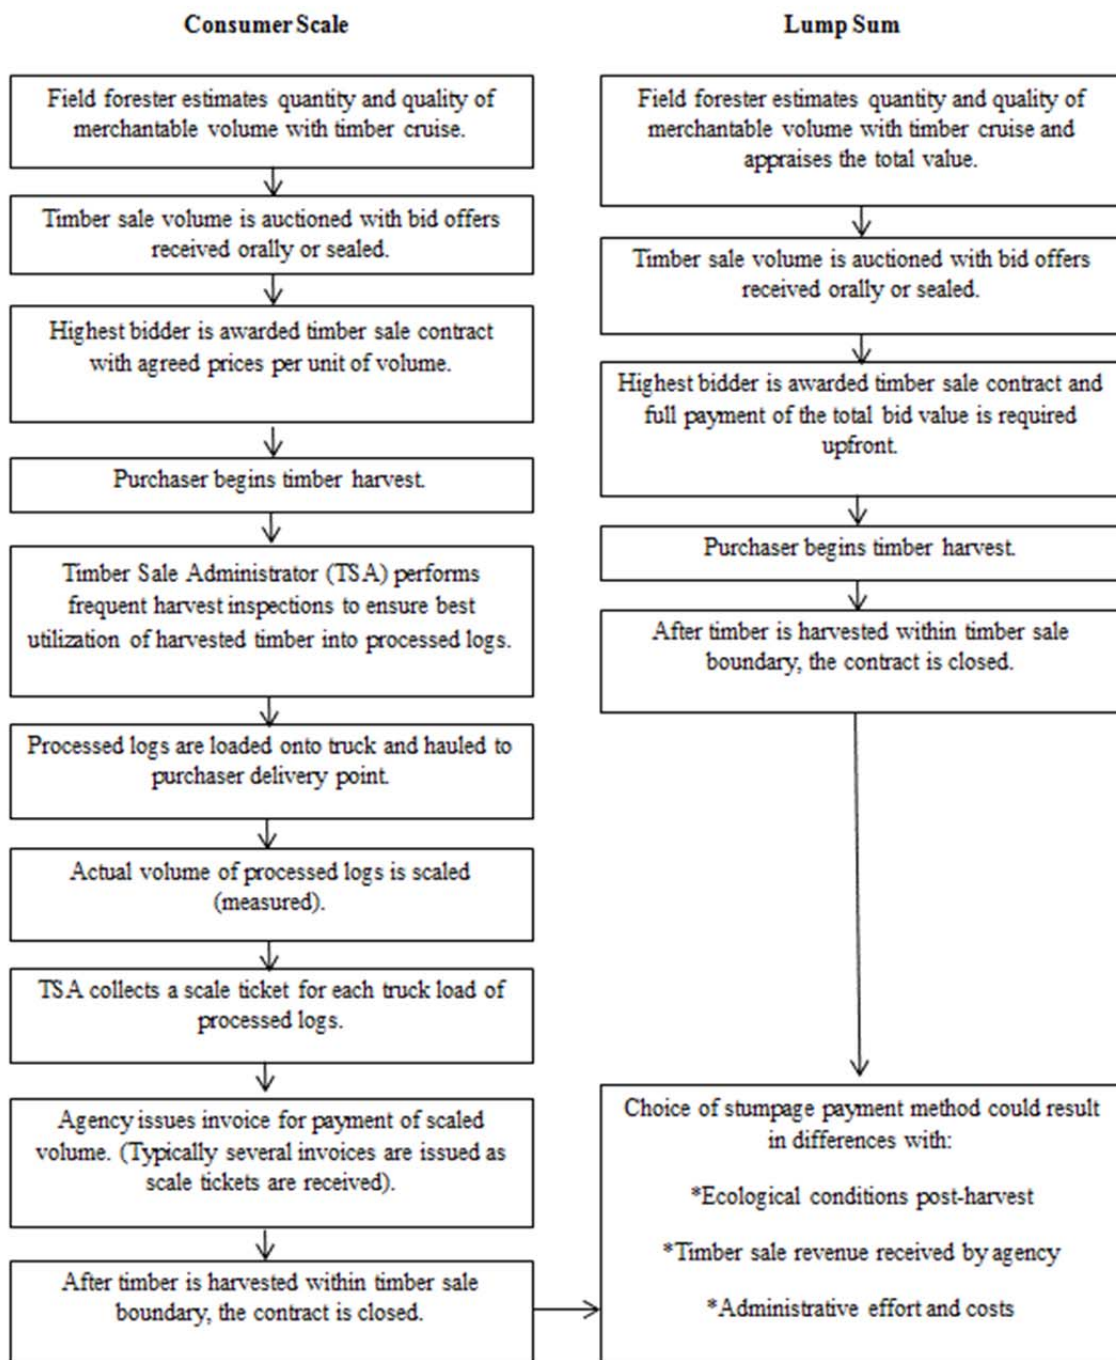 Consumer Scale
Field forester estimates quantity and quality of
merchantable volume with timber cruise.
Timber sale volume is auctioned with bid offers
received orally or sealed.
Highest bidder is awarded timber sale contract
with agreed prices per unit of volume.
Purchaser begins timber harvest.
Timber Sale Administrator (TSA) performs
frequent harvest inspections to ensure best
utilization of harvested timber into processed logs.
Processed logs are loaded onto truck and hauled to
purchaser delivery point.
Actual volume of processed logs is scaled
(measured).
TSA collects a scale ticket for each truck load of
processed logs.
Agency issues invoice for payment of scaled
volume. (Typically several invoices are issued as
scale tickets are received).
After timber is harvested within timber sale
boundary, the contract is closed.
Lump Sum
Field forester estimates quantity and quality of
merchantable volume with timber cruise and
appraises the total value.
Timber sale volume is auctioned with bid offers
received orally or sealed.
Highest bidder is awarded timber sale contract and
full payment of the total bid value is required
upfront.
Purchaser begins timber harvest.
After timber is harvested within timber sale
boundary, the contract is closed.
Choice of stumpage payment method could result
in differences with:
*Ecological conditions post-harvest
*Timber sale revenue received by agency
*Administrative effort and costs